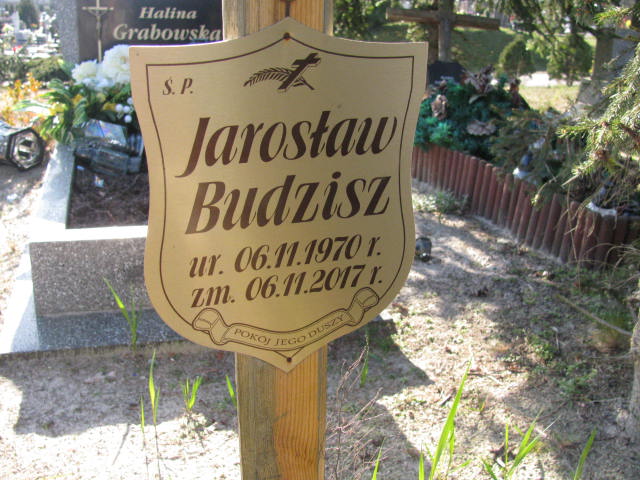 Halina
Grabowska
Ś. P.
Jarosław
Budzisz
ur. 06.11.1970 r.
zm. 06.11.2017 r.
POKÓJ JEGO DUSZY